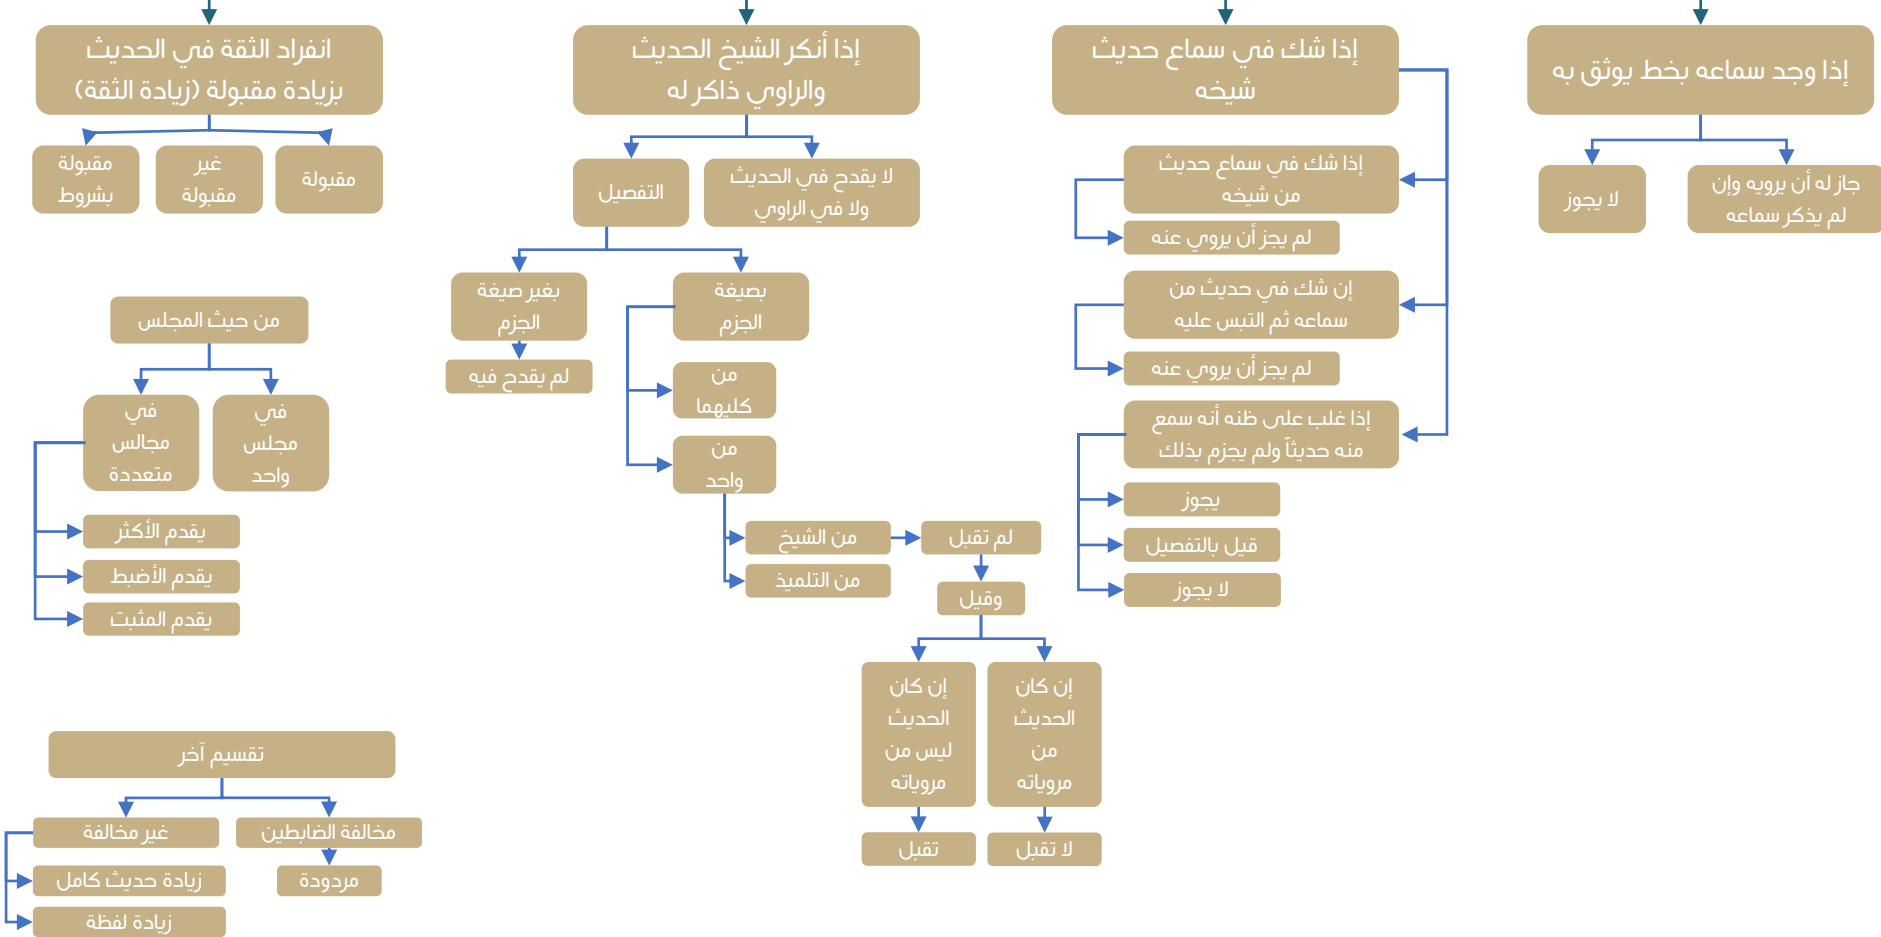 إذا وجد سماعه بخط يوثق به
جاز له أن يرويه وإن
لم يذكر سماعه
لا يجوز
إذا شك في سماع حديث
شيخه
إذا شك في سماع حديث
من شيخه
لم يجز أن يروي عنه
إن شك في حديث من
سماعه ثم التبس عليه
لم يجز أن يروي عنه
إذا غلب على ظنه أنه سمع
منه حديثاً ولم يجزم بذلك
يجوز
قيل بالتفصيل
لا يجوز
إذا أنكر الشيخ الحديث
والراوي ذاكر له
لا يقدح في الحديث
ولا في الراوي
التفصيل
بصيغة
الجزم
من
كليهما
من
واحد
من الشيخ
لم تقبل
وقيل
إن كان
الحديث
من
مروياته
لا تقبل
إن كان
الحديث
ليس من
مروياته
تقبل
من التلميذ
بغير صيغة
الجزم
لم يقدح فيه
انفراد الثقة في الحديث
بزيادة مقبولة (زيادة الثقة)
مقبولة
غير
مقبولة
مقبولة
بشروط
من حيث المجلس
في
مجلس
واحد
في
مجالس
متعددة
يقدم الأكثر
يقدم الأضبط
يقدم المثبت
تقسيم آخر
مخالفة الضابطين
مردودة
غير مخالفة
زيادة حديث كامل
زيادة لفظة